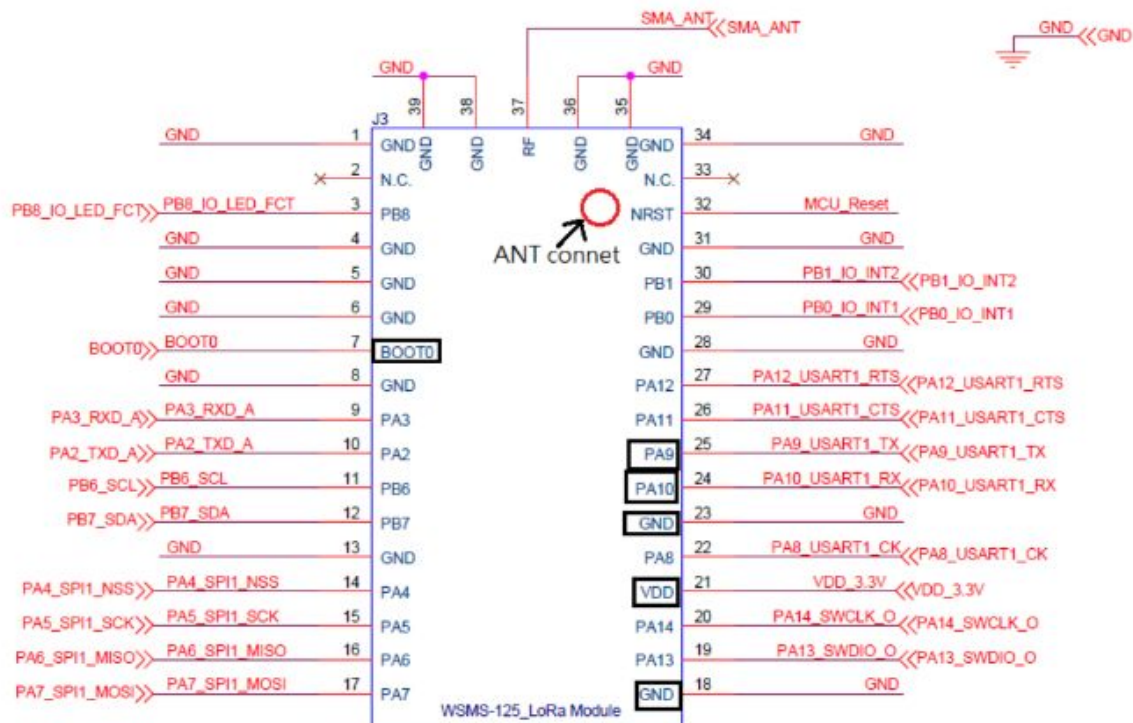 SMA_ANT SMA_ANT
GND GND
GND GND
39 38 37 36 35
J3
GND 1 GND GND GND RF GND GND GND 34 GND
2 N.C. N.C. 33
PB8_IO_LED_FCT PB8_IO_LED_FCT 3 PB8 NRST 32 MCU_Reset
ANT connet
GND 4 GND GND 31 GND
GND 5 GND PB1 30 PB1_IO_INT2 PB1_IO_INT2
GND 6 GND PB0 29 PB0_IO_INT1 PB0_IO_INT1
BOOT0 BOOT0 7 BOOT0 GND 28 GND
GND 8 GND PA12 27 PA12_USART1_RTS PA12_USART1_RTS
PA3_RXD_A PA3_RXD_A 9 PA3 PA11 26 PA11_USART1_CTS PA11_USART1_CTS
PA2_TXD_A PA2_TXD_A 10 PA2 PA9 25 PA9_USART1_TX PA9_USART1_TX
PB6_SCL PB6_SCL 11 PB6 PA10 24 PA10_USART1_RX PA10_USART1_RX
PB7_SDA PB7_SDA 12 PB7 GND 23 GND
GND 13 GND PA8 22 PA8_USART1_CK PA8_USART1_CK
PA4_SPI1_NSS PA4_SPI1_NSS 14 PA4 VDD 21 VDD_3.3V VDD_3.3V
PA5_SPI1_SCK PA5_SPI1_SCK 15 PA5 PA14 20 PA14_SWCLK_O PA14_SWCLK_O
PA6_SPI1_MISO PA6_SPI1_MISO 16 PA6 PA13 19 PA13_SWDIO_O PA13_SWDIO_O
PA7_SPI1_MOSI PA7_SPI1_MOSI 17 PA7 GND 18 GND
WSMS-125_LoRa Module